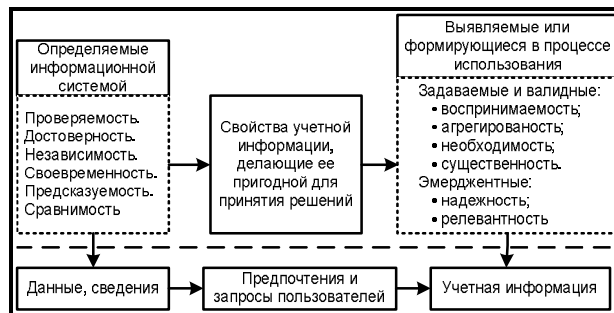 Определяемые
информационной
системой
Проверяемость.
Достоверность.
Независимость.
Своевременность.
Предсказуемость.
Сравнимость
Свойства учетной
информации,
делающие ее
пригодной для
принятия решений
Выявляемые или
формирующиеся в процессе
использования
Задаваемые и валидные:
• воспринимаемость;
• агрегированость;
• необходимость;
• существенность.
Эмерджентные:
• надежность;
• релевантность
Данные, сведения
Предпочтения и
запросы пользователей
Учетная информация